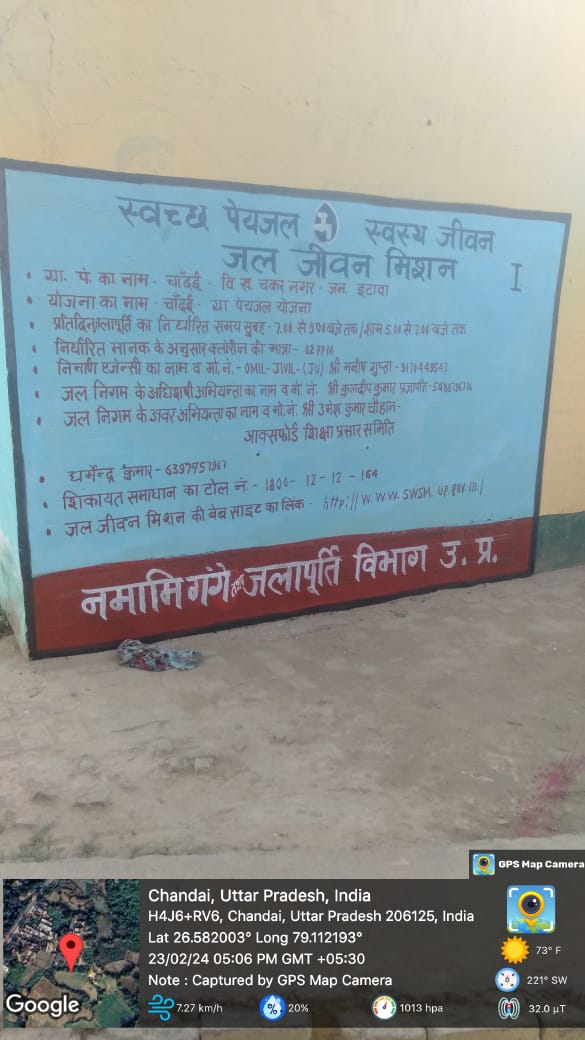 स्वच्छ पेयजल स्वस्थ जीवन
जल जीवन मिशन I
• ग्रा. पं. का नाम - चाँदई - वि. ख. चकर नगर - जन. इटावा
• योजना का नाम - चाँदई - ग्रा पेयजल योजना
• प्रतिदिन जलापूर्ति का निर्धारित समय सुबह - 7.00 से 9.00 बजे तक / शाम 5.00 से 7.00 बजे तक
• निर्धारित मानक के अनुसार क्लोरीन की मात्रा - 02 PPM
• निर्माण एजेन्सी का नाम व मो. नं. - OMIL-JWIL-(JV) श्री मनीष गुप्ता -
• जल निगम के अधिशाषी अभियन्ता का नाम व मो. नं. श्री कुलदीप कुमार प्रजापति -
• जल निगम के अवर अभियन्ता का नाम व मो. नं. श्री उमेश कुमार चौहान -
आक्सफोर्ड शिक्षा प्रसार समिति
• धर्मेन्द्र कुमार - 6397957967
• शिकायत समाधान का टोल नं. - 1800-12-12-164
• जल जीवन मिशन की वेब साइट का लिंक - http://W.W.W.SWSM.up.gov.in/
नमामि गंगे तथा जलापूर्ति विभाग उ. प्र.
GPS Map Camera
Chandai, Uttar Pradesh, India
H4J6+RV6, Chandai, Uttar Pradesh 206125, India
Lat 26.582003° Long 79.112193°
23/02/24 05:06 PM GMT +05:30
Note : Captured by GPS Map Camera
Google
7.27 km/h
20%
1013 hpa
73° F
221° SW
32.0 µT